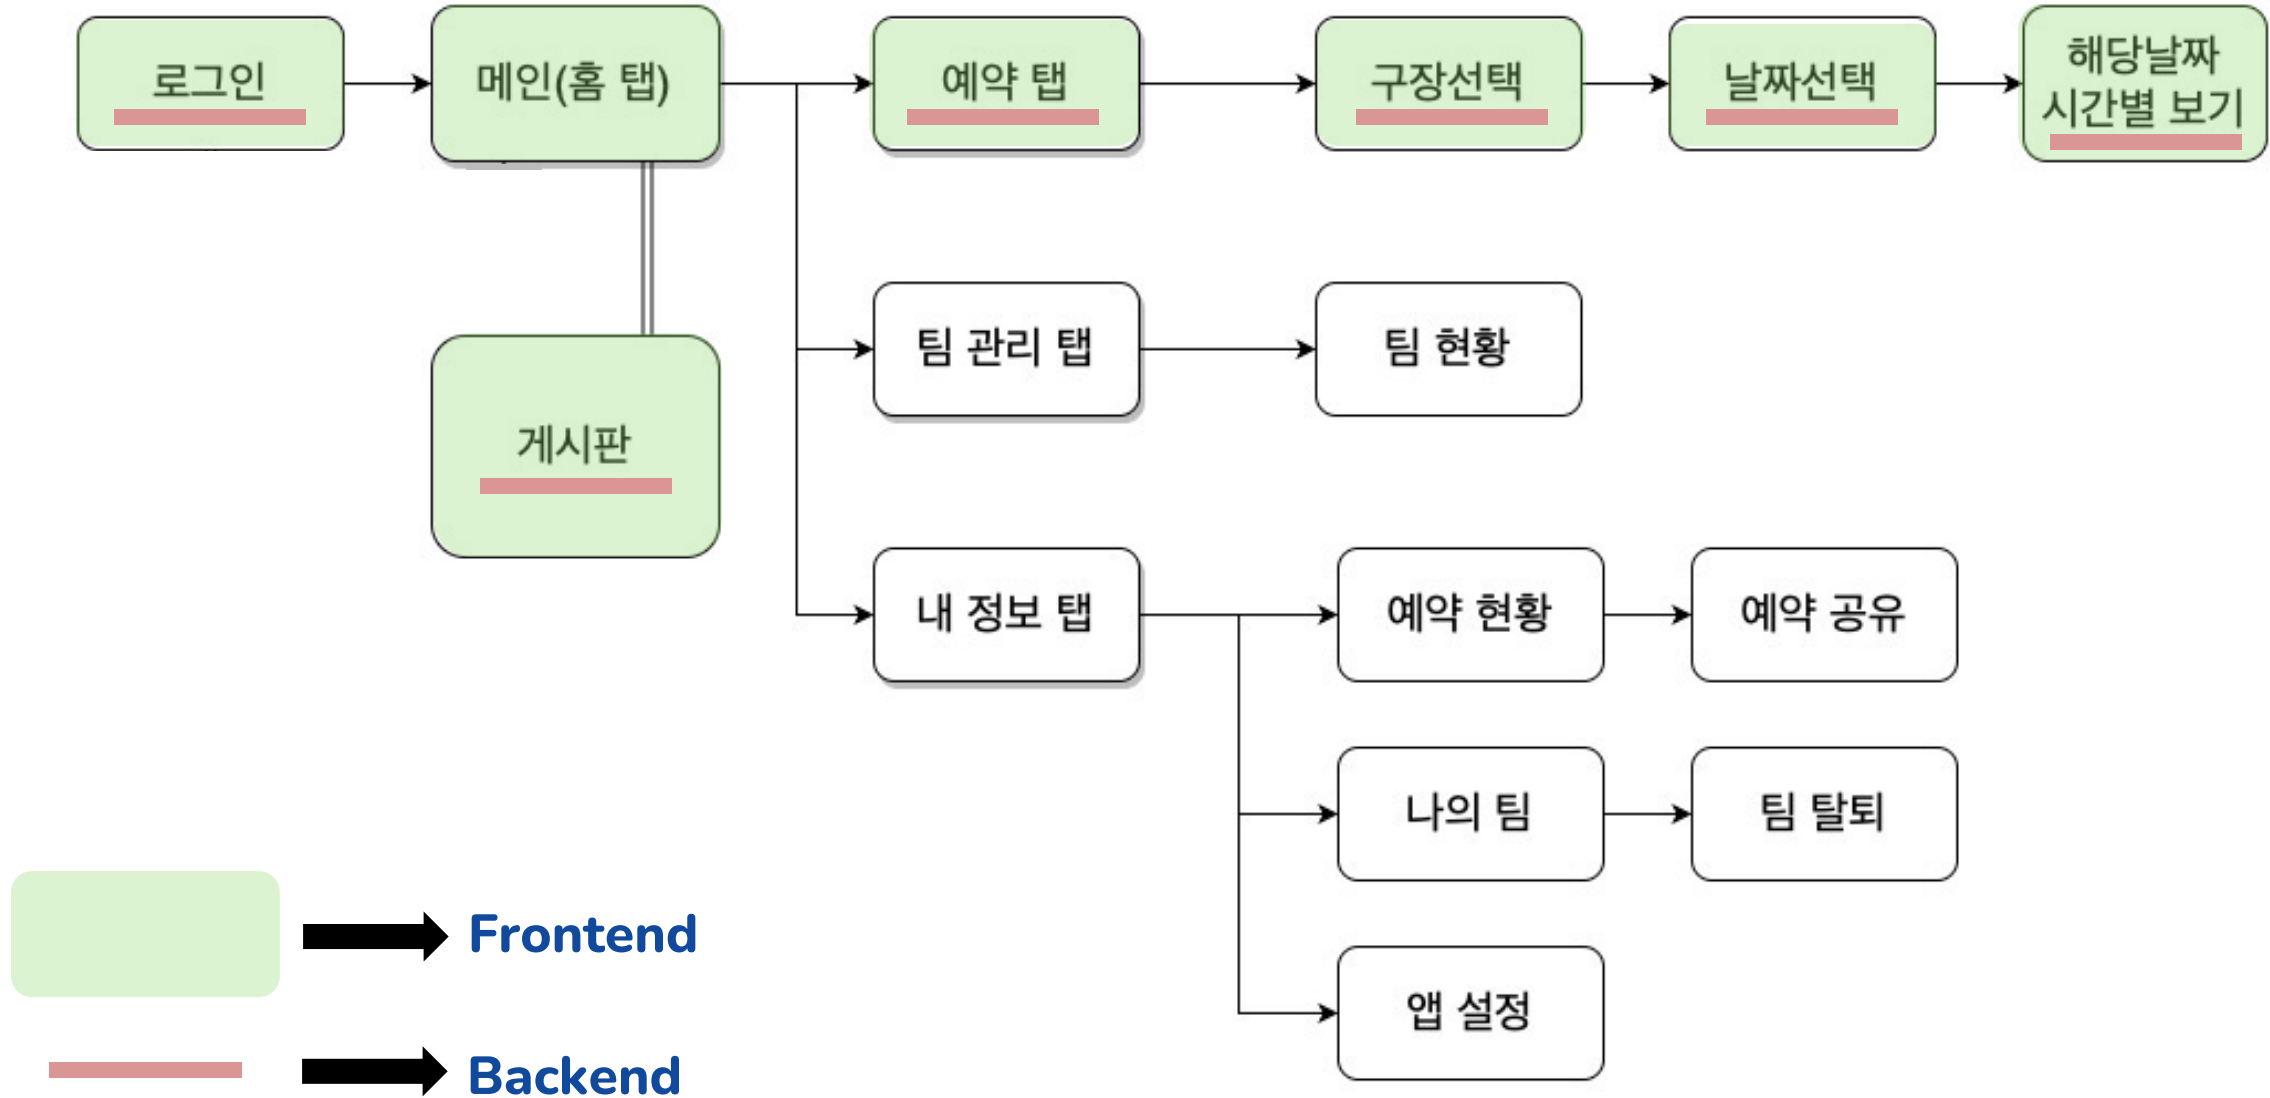 로그인
메인(홈 탭)
예약 탭
구장선택
날짜선택
해당날짜
시간별 보기
팀 관리 탭
팀 현황
게시판
내 정보 탭
예약 현황
예약 공유
나의 팀
팀 탈퇴
앱 설정
Frontend
Backend